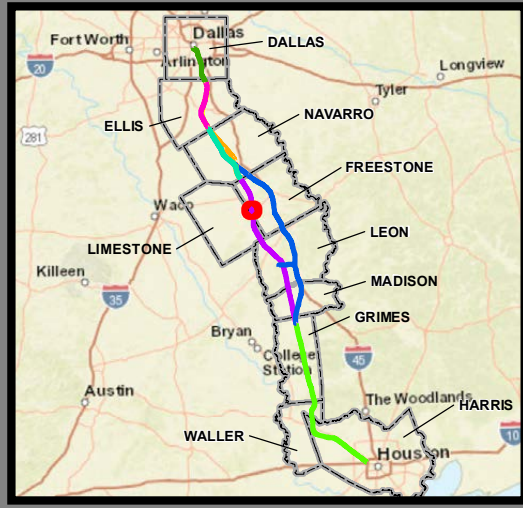 Fort Worth
Dallas
DALLAS
Arlington
20
Longview
Tyler
281
ELLIS
NAVARRO
FREESTONE
Waco
LEON
LIMESTONE
Killeen
MADISON
35
GRIMES
Bryan
College
Station
45
Austin
The Woodlands
HARRIS
WALLER
10
Houston